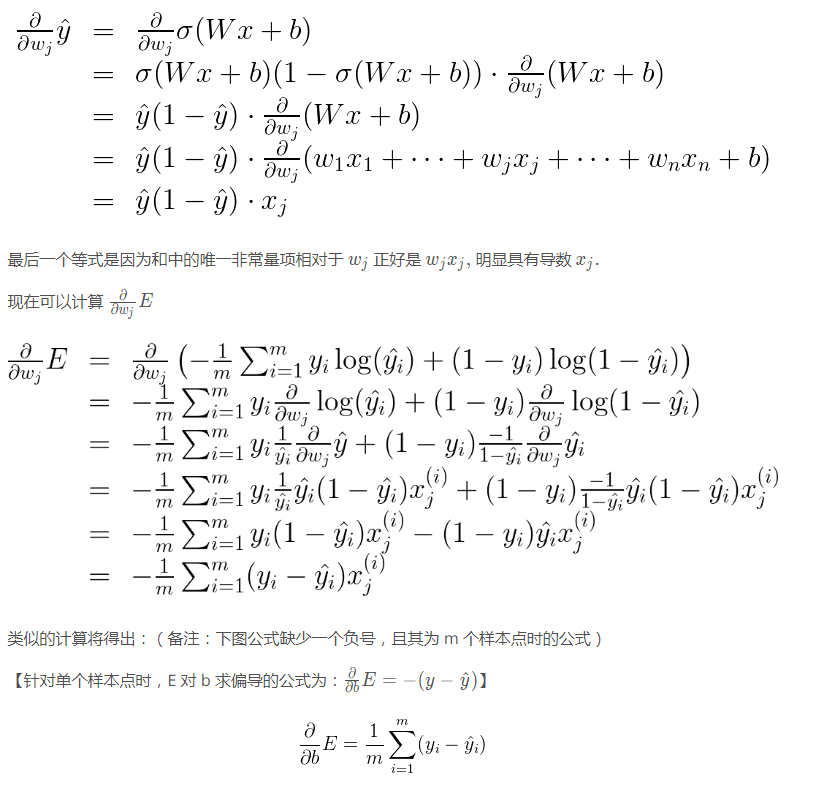 $\frac{\partial}{\partial w_j}\hat{y} = \frac{\partial}{\partial w_j}\sigma(Wx+b)$
$= \sigma(Wx+b)(1-\sigma(Wx+b)) \cdot \frac{\partial}{\partial w_j}(Wx+b)$
$= \hat{y}(1-\hat{y}) \cdot \frac{\partial}{\partial w_j}(Wx+b)$
$= \hat{y}(1-\hat{y}) \cdot \frac{\partial}{\partial w_j}(w_1x_1+\cdots+w_jx_j+\cdots+w_nx_n+b)$
$= \hat{y}(1-\hat{y}) \cdot x_j$
最后一个等式是因为和中的唯一非常量项相对于 $w_j$ 正好是 $w_jx_j$, 明显具有导数 $x_j$.
现在可以计算 $\frac{\partial}{\partial w_j}E$
$\frac{\partial}{\partial w_j}E = \frac{\partial}{\partial w_j}\left(-\frac{1}{m}\sum_{i=1}^{m}y_i\log(\hat{y_i})+(1-y_i)\log(1-\hat{y_i})\right)$
$= -\frac{1}{m}\sum_{i=1}^{m}y_i\frac{\partial}{\partial w_j}\log(\hat{y_i})+(1-y_i)\frac{\partial}{\partial w_j}\log(1-\hat{y_i})$
$= -\frac{1}{m}\sum_{i=1}^{m}y_i\frac{1}{\hat{y_i}}\frac{\partial}{\partial w_j}\hat{y}+(1-y_i)\frac{-1}{1-\hat{y_i}}\frac{\partial}{\partial w_j}\hat{y_i}$
$= -\frac{1}{m}\sum_{i=1}^{m}y_i\frac{1}{\hat{y_i}}\hat{y_i}(1-\hat{y_i})x_j^{(i)}+(1-y_i)\frac{-1}{1-\hat{y_i}}\hat{y_i}(1-\hat{y_i})x_j^{(i)}$
$= -\frac{1}{m}\sum_{i=1}^{m}y_i(1-\hat{y_i})x_j^{(i)}-(1-y_i)\hat{y_i}x_j^{(i)}$
$= -\frac{1}{m}\sum_{i=1}^{m}(y_i-\hat{y_i})x_j^{(i)}$
类似的计算将得出：（备注：下图公式缺少一个负号，且其为 m 个样本点时的公式）
【针对单个样本点时，E 对 b 求偏导的公式为：$\frac{\partial}{\partial b}E=-(y-\hat{y})$】
$\frac{\partial}{\partial b}E=\frac{1}{m}\sum_{i=1}^{m}(y_i-\hat{y_i})$